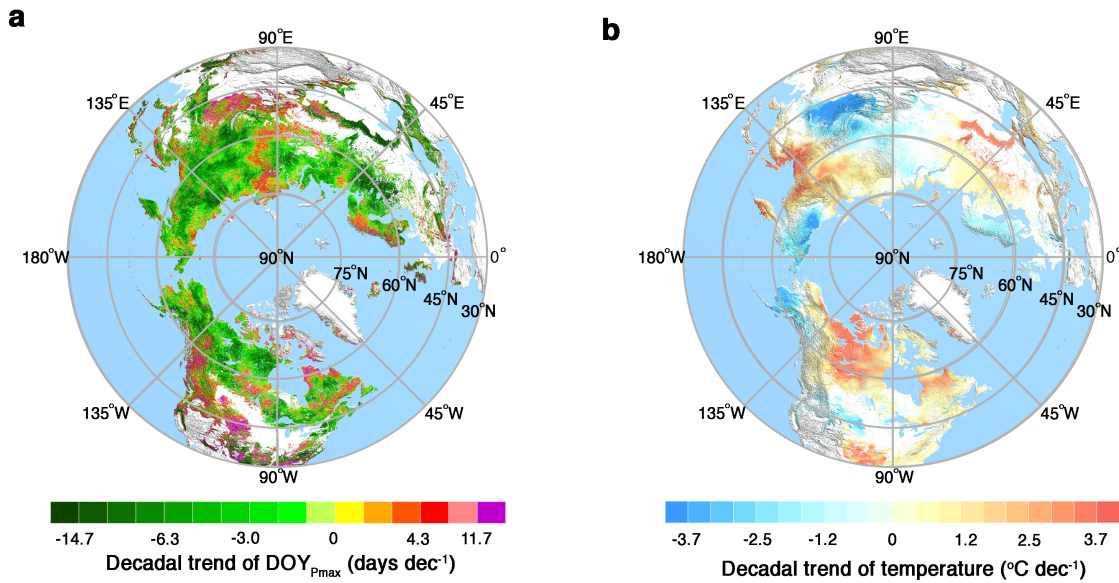 a
b
90°E
90°E
135°E
45°E
135°E
45°E
180°W
90°N
0°
180°W
90°N
0°
75°N
75°N
60°N
60°N
45°N
45°N
30°N
30°N
135°W
45°W
135°W
45°W
90°W
90°W
-14.7 -6.3 -3.0 0 4.3 11.7
-3.7 -2.5 -1.2 0 1.2 2.5 3.7
Decadal trend of DOYPmax (days dec-1)
Decadal trend of temperature (°C dec-1)